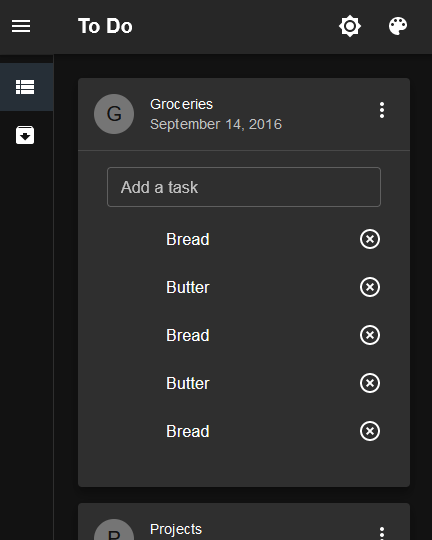 To Do
G
Groceries
September 14, 2016
Add a task
Bread
Butter
Bread
Butter
Bread
P
Projects